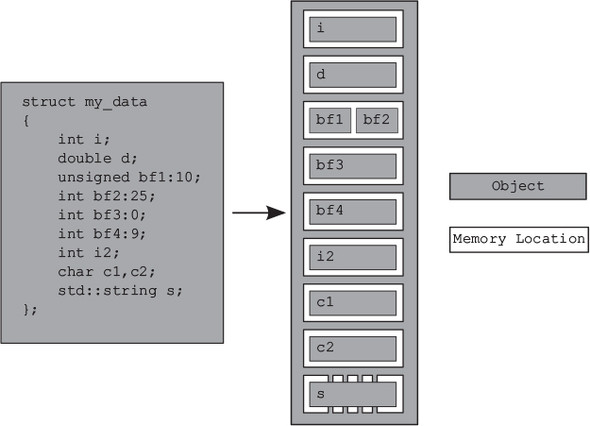 struct my_data
{
int i;
double d;
unsigned bf1:10;
int bf2:25;
int bf3:0;
int bf4:9;
int i2;
char c1,c2;
std::string s;
};
i
d
bf1 bf2
bf3
bf4
i2
c1
c2
s
Object
Memory Location